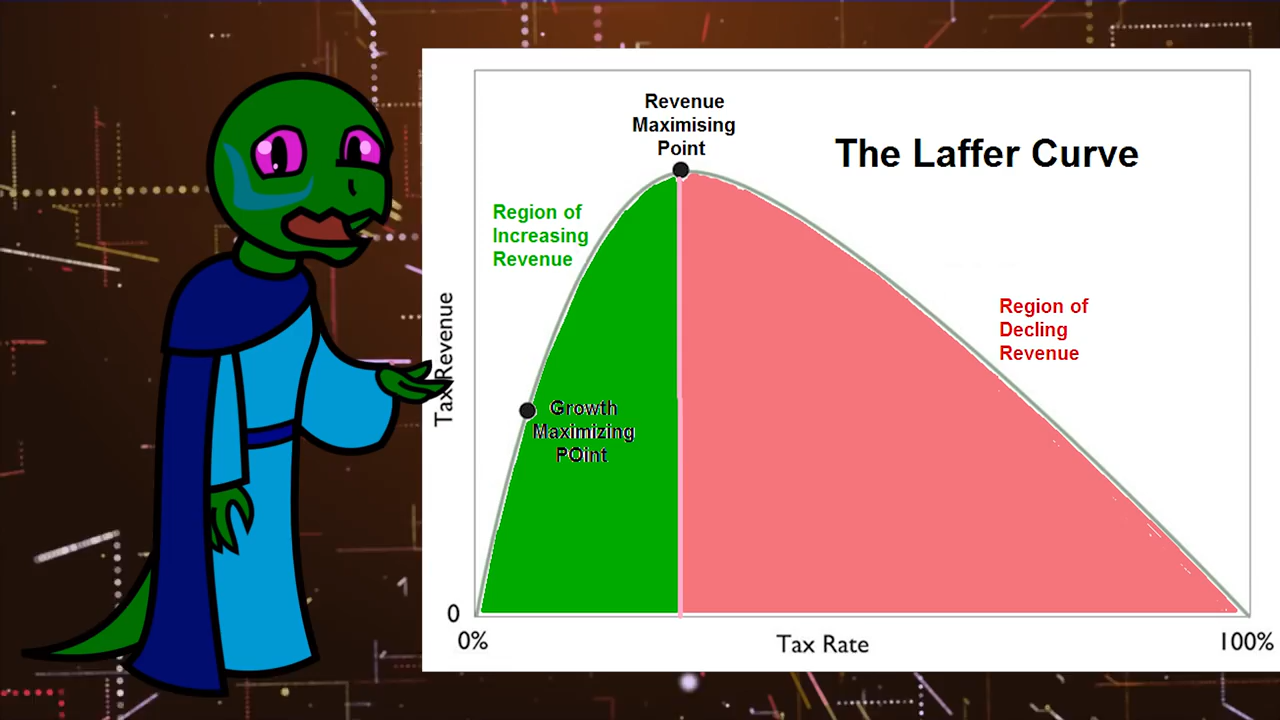 Revenue
Maximising
Point
The Laffer Curve
Region of
Increasing
Revenue
Region of
Decling
Revenue
Tax Revenue
Growth
Maximizing
POint
0
0%
Tax Rate
100%